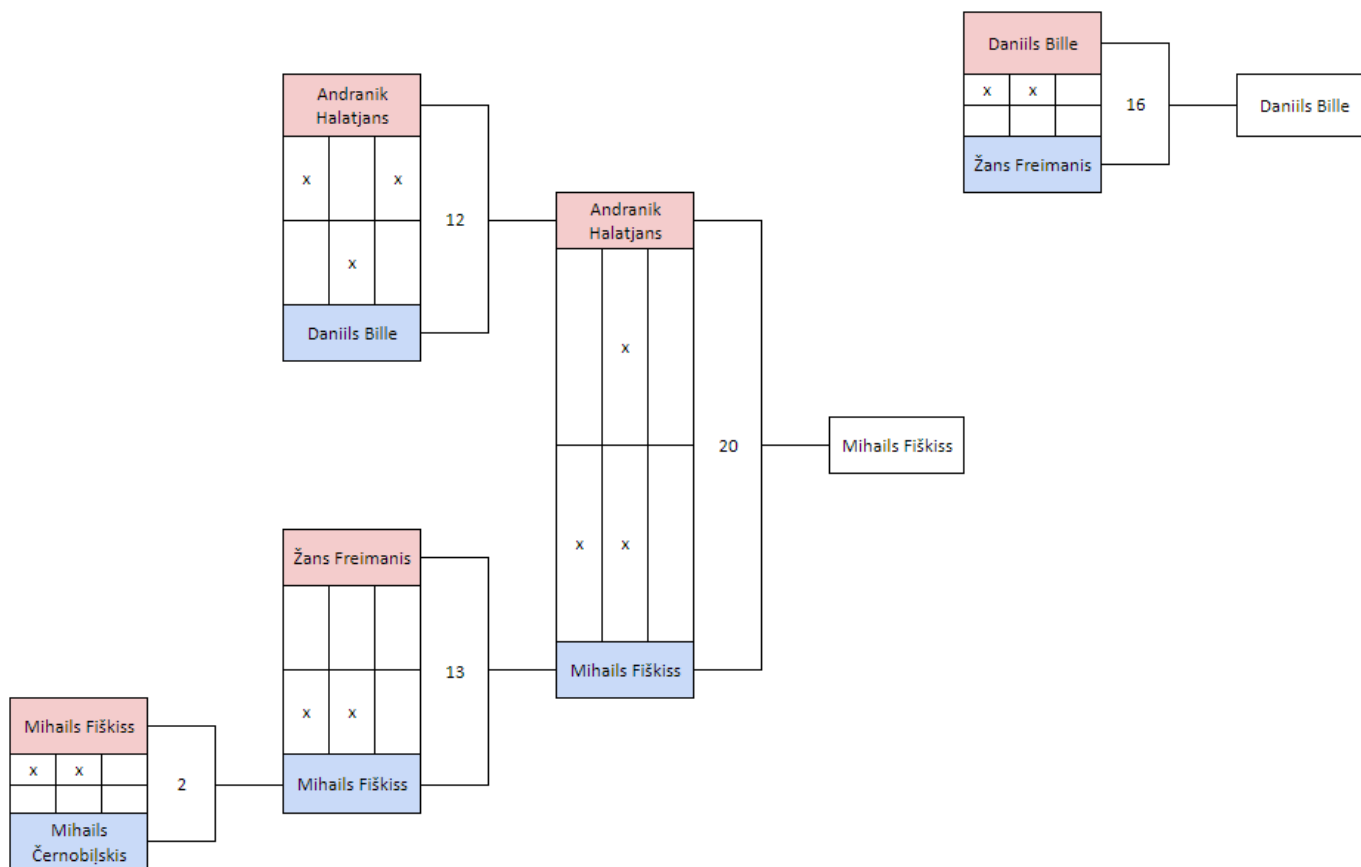 Daniils Bille
x x
16
Daniils Bille
Žans Freimanis
Andranik
Halatjans
x x
12
x
Daniils Bille
Andranik
Halatjans
x
20
x x
Mihails Fiškiss
Mihails Fiškiss
Žans Freimanis
13
x x
Mihails Fiškiss
Mihails Fiškiss
x x
2
Mihails
Černobiļskis